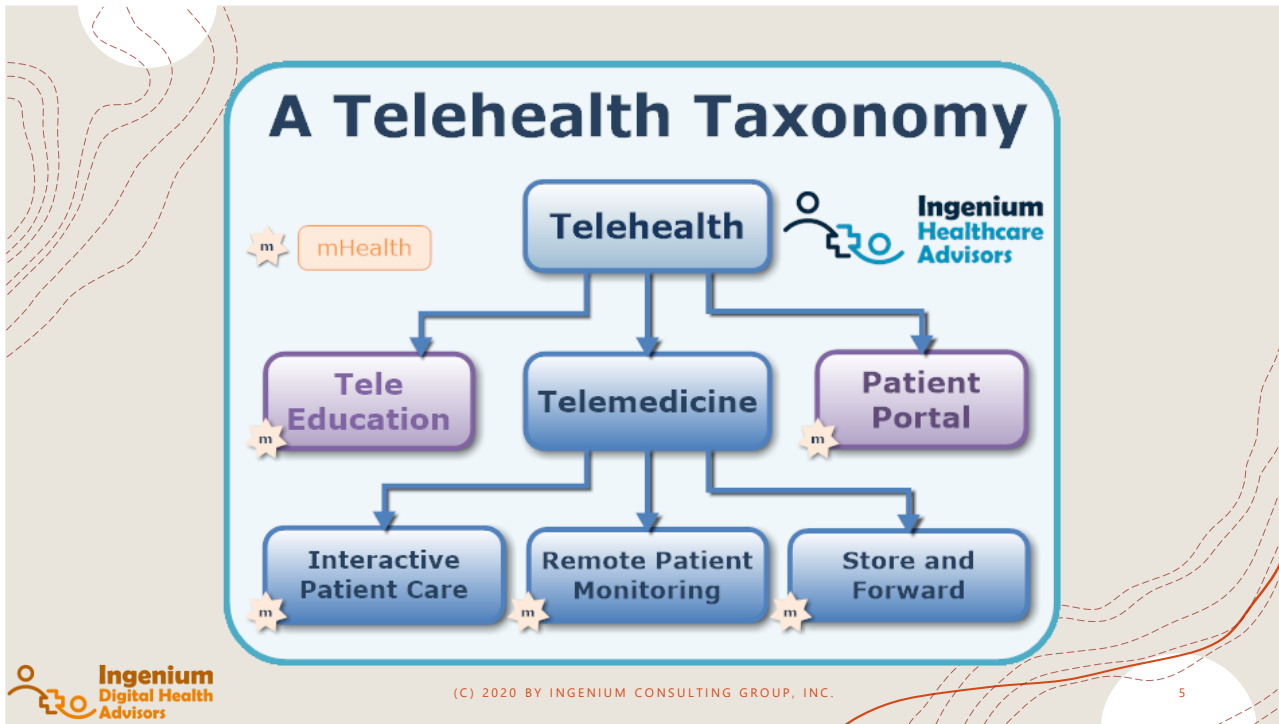 A Telehealth Taxonomy
Telehealth
Ingenium
Healthcare
Advisors
m
mHealth
Tele
Education
m
Telemedicine
Patient
Portal
m
Interactive
Patient Care
m
Remote Patient
Monitoring
m
Store and
Forward
m
Ingenium
Digital Health
Advisors
(C) 2020 BY INGENIUM CONSULTING GROUP, INC.
5